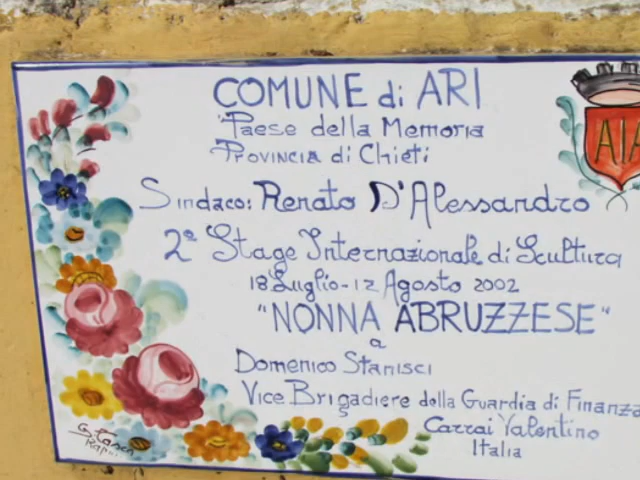 COMUNE di ARI
Paese della Memoria
Provincia di Chieti
Sindaco: Renato D'Alessandro
2° Stage Internazionale di Scultura
18 Luglio - 12 Agosto 2002
"NONNA ABRUZZESE"
a
Domenico Stanisci
Vice Brigadiere della Guardia di Finanza
Carrai Valentino
Italia